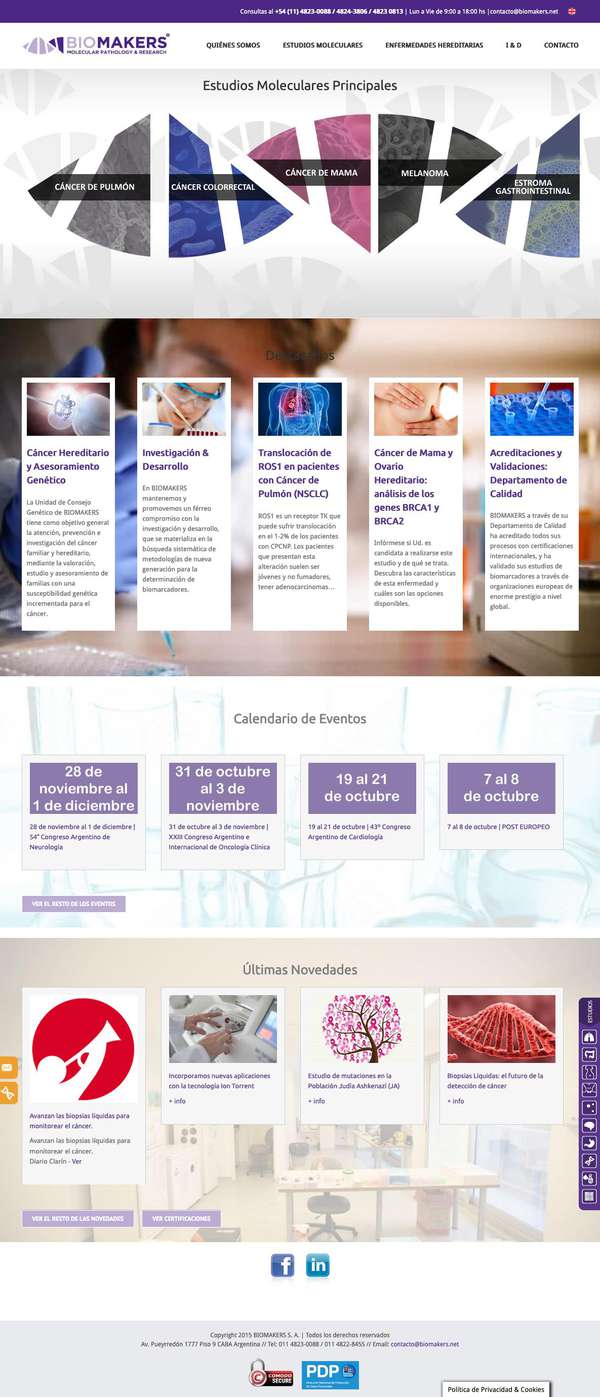 Consultas al +54 (11) 4823-0088 / 4824-3806 / 4823 0813 | Lun a Vie de 9:00 a 18:00 hs |contacto@biomakers.net
BIOMAKERS®
MOLECULAR PATHOLOGY & RESEARCH
QUIÉNES SOMOS ESTUDIOS MOLECULARES ENFERMEDADES HEREDITARIAS I & D CONTACTO
Estudios Moleculares Principales
CÁNCER DE PULMÓN
CÁNCER COLORRECTAL
CÁNCER DE MAMA
MELANOMA
ESTROMA
GASTROINTESTINAL
Cáncer Hereditario
y Asesoramiento
Genético
La Unidad de Consejo
Genético de BIOMAKERS
tiene como objetivo general
la atención, prevención e
investigación del cáncer
familiar y hereditario,
mediante la valoración,
estudio y asesoramiento de
familias con una
susceptibilidad genética
incrementada para el
cáncer.
Investigación &
Desarrollo
En BIOMAKERS
mantenemos y
promovemos un férreo
compromiso con la
investigación y desarrollo,
que se materializa en la
búsqueda sistemática de
metodologías de nueva
generación para la
determinación de
biomarcadores.
Translocación de
ROS1 en pacientes
con Cáncer de
Pulmón (NSCLC)
ROS1 es un receptor TK que
puede sufrir translocación
en el 1-2% de los pacientes
con CPCNP. Los pacientes
que presentan esta
alteración suelen ser
jóvenes y no fumadores,
tener adenocarcinomas…
Cáncer de Mama y
Ovario
Hereditario:
análisis de los
genes BRCA1 y
BRCA2
Infórmese si Ud. es
candidata a realizarse este
estudio y de qué se trata.
Descubra las características
de esta enfermedad y
cuáles son las opciones
disponibles.
Acreditaciones y
Validaciones:
Departamento de
Calidad
BIOMAKERS a través de su
Departamento de Calidad
ha acreditado todos sus
procesos con certificaciones
internacionales, y ha
validado sus estudios de
biomarcadores a través de
organizaciones europeas de
enorme prestigio a nivel
global.
Calendario de Eventos
28 de
noviembre al
1 de diciembre
28 de noviembre al 1 de diciembre |
54° Congreso Argentino de
Neurología
31 de octubre
al 3 de
noviembre
31 de octubre al 3 de noviembre |
XXIII Congreso Argentino e
Internacional de Oncología Clínica
19 al 21
de octubre
19 al 21 de octubre | 43º Congreso
Argentino de Cardiología
7 al 8
de octubre
7 al 8 de octubre | POST EUROPEO
VER EL RESTO DE LOS EVENTOS
Últimas Novedades
Avanzan las biopsias líquidas para
monitorear el cáncer.
Avanzan las biopsias líquidas para
monitorear el cáncer.
Diario Clarín - Ver
Incorporamos nuevas aplicaciones
con la tecnología Ion Torrent
+ info
Estudio de mutaciones en la
Población Judía Ashkenazí (JA)
+ info
Biopsias Líquidas: el futuro de la
detección de cáncer
+ info
ESTUDIOS
VER EL RESTO DE LAS NOVEDADES VER CERTIFICACIONES
f in
Copyright 2015 BIOMAKERS S. A. | Todos los derechos reservados
Av. Pueyrredón 1777 Piso 9 CABA Argentina // Tel: 011 4823-0088 / 011 4822-8455 // Email: contacto@biomakers.net
COMODO
SECURE
PDP
Política de Privacidad & Cookies